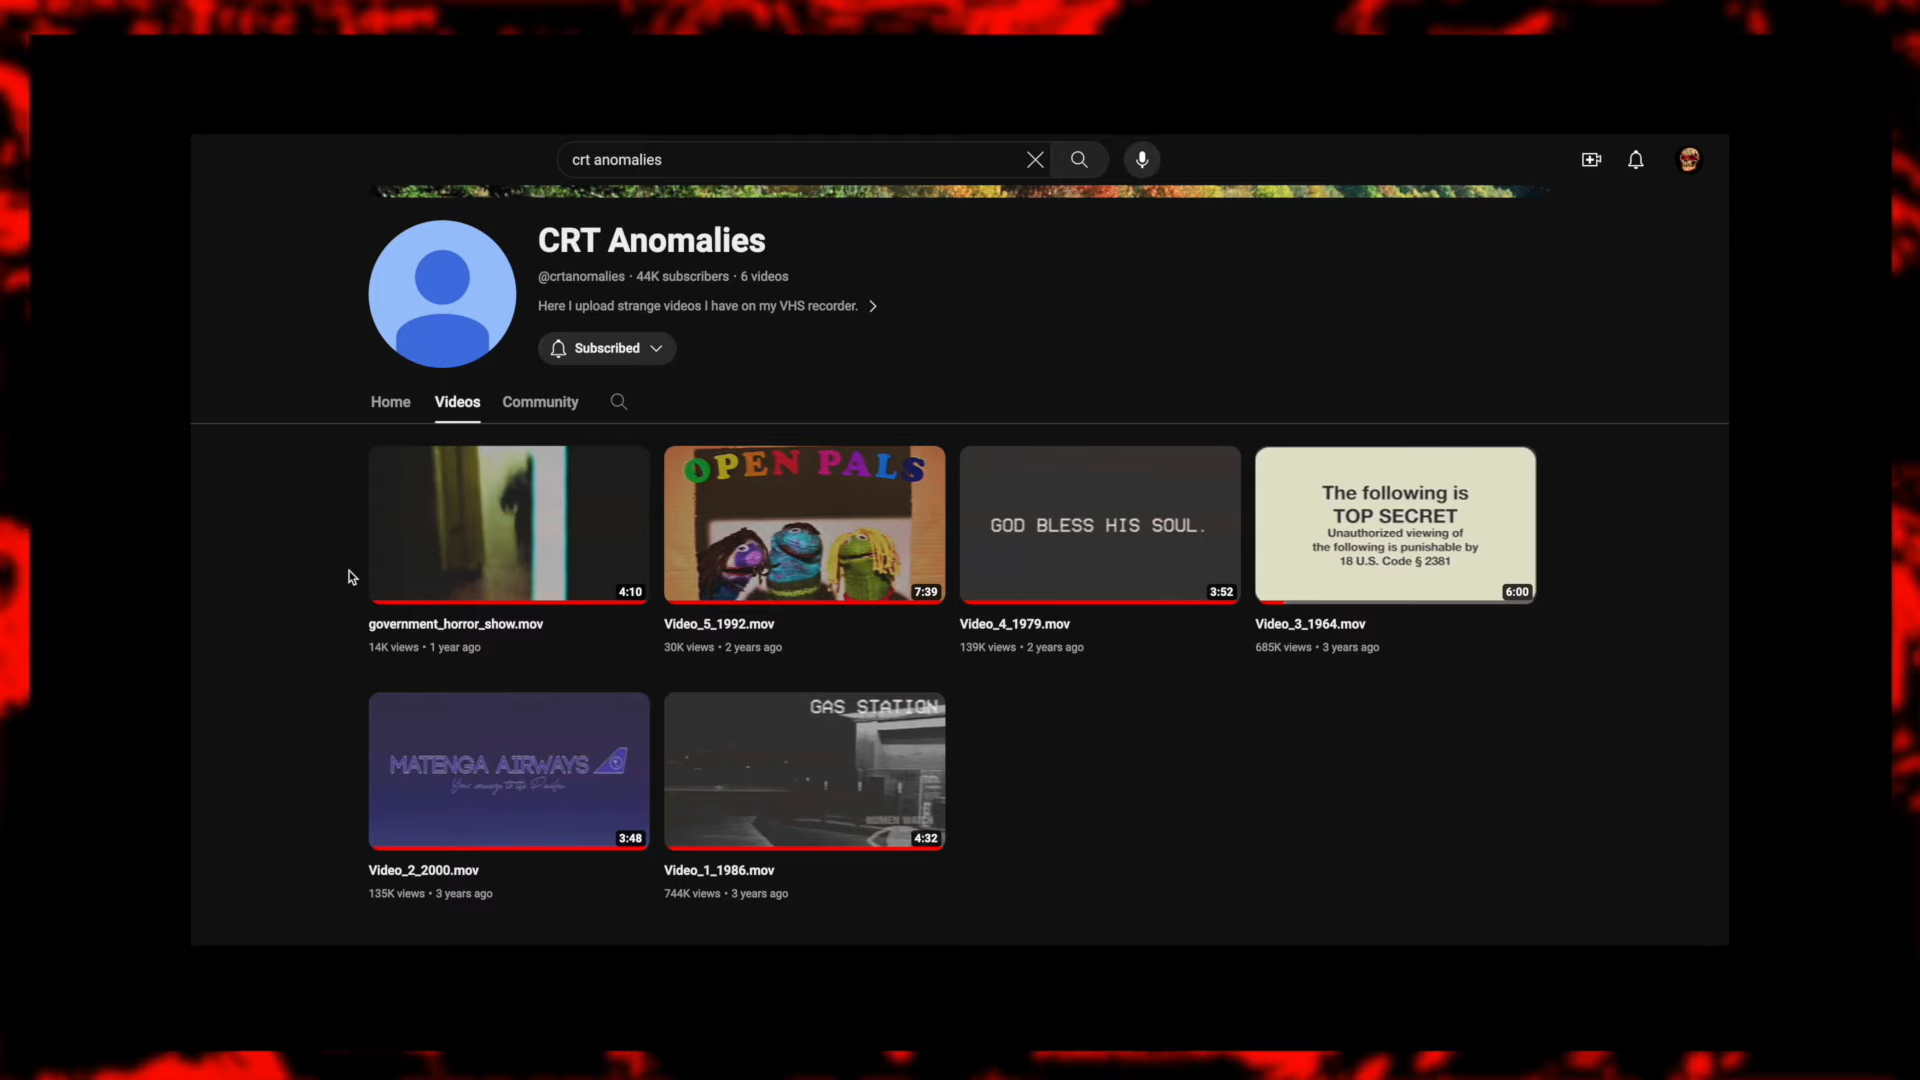 crt anomalies
CRT Anomalies
@crtanomalies · 44K subscribers · 6 videos
Here I upload strange videos I have on my VHS recorder.
Subscribed
Home Videos Community
OPEN PALS
GOD BLESS HIS SOUL.
The following is
TOP SECRET
Unauthorized viewing of
the following is punishable by
18 U.S. Code § 2381
4:10 7:39 3:52 6:00
government_horror_show.mov Video_5_1992.mov Video_4_1979.mov Video_3_1964.mov
14K views • 1 year ago 30K views • 2 years ago 139K views • 2 years ago 685K views • 3 years ago
GAS STATION
MATENGA AIRWAYS
3:48 4:32
Video_2_2000.mov Video_1_1986.mov
135K views • 3 years ago 744K views • 3 years ago